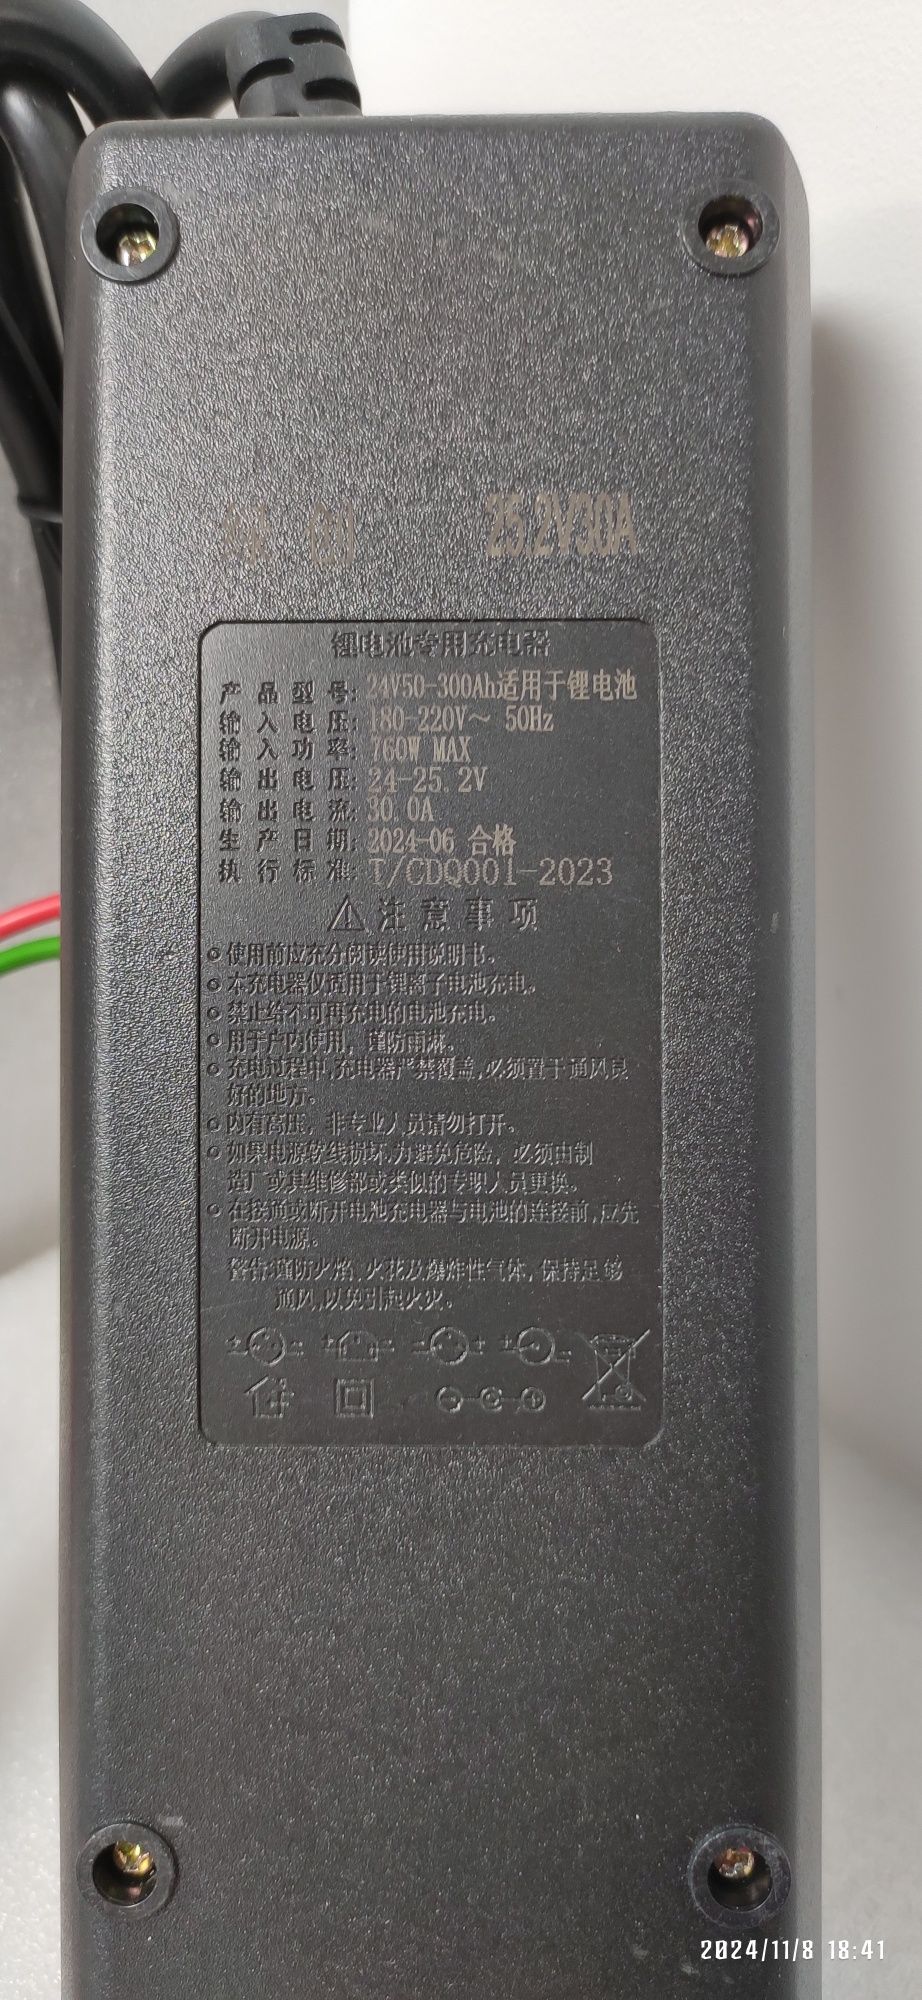 绿 创 25.2V30A
锂电池专用充电器
产品型号: 24V50-300Ah适用于锂电池
输入电压: 180-220V～ 50Hz
输入功率: 760W MAX
输出电压: 24-25.2V
输出电流: 30.0A
生产日期: 2024-06 合格
执行标准: T/CDQ001-2023
注意事项
使用前应充分阅读使用说明书。
本充电器仅适用于锂离子电池充电。
禁止给不可再充电的电池充电。
用于户内使用，谨防雨淋。
充电过程中,充电器严禁覆盖,必须置于通风良
好的地方。
内有高压，非专业人员请勿打开。
如果电源软线损坏,为避免危险，必须由制
造厂或其维修部或类似的专职人员更换。
在接通或断开电池充电器与电池的连接前,应先
断开电源。
警告:谨防火焰、火花及爆炸性气体,保持足够
通风,以免引起火灾。
2024/11/8 18:41